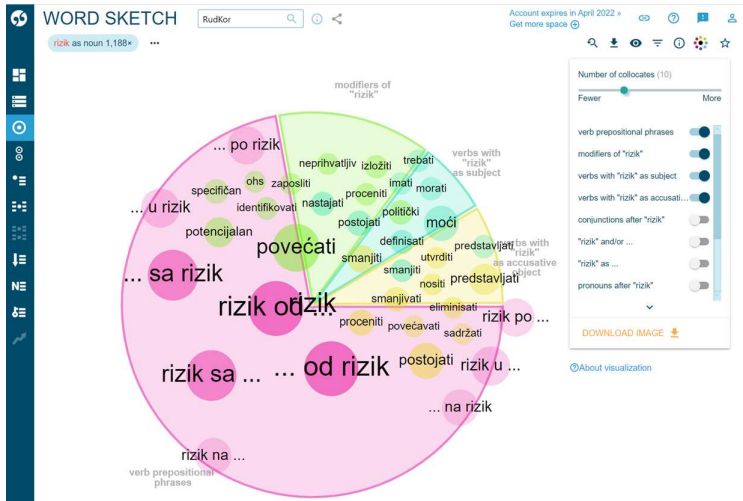 WORD SKETCH
RudKor
Account expires in April 2022 »
Get more space
rizik as noun 1,188×
•••
modifiers of
"rizik"
verbs with
"rizik"
as subject
verbs with
"rizik"
as accusative
object
verb prepositional
phrases
... po rizik
neprihvatljiv
izložiti
trebati
ohs
zaposliti
imati
morati
specifičan
proceniti
... u rizik
identifikovati
nastajati
politički
potencijalan
postojati
moći
povećati
definisati
predstavljati
smanjiti
utvrditi
... sa rizik
smanjiti
nositi
predstavljati
rizik od ...
rizik
smanjivati
eliminisati
rizik po ...
proceniti
povećavati
sadržati
rizik sa ...
... od rizik
postojati
rizik u ...
... na rizik
rizik na ...
Number of collocates (10)
Fewer
More
verb prepositional phrases
modifiers of "rizik"
verbs with "rizik" as subject
verbs with "rizik" as accusati...
conjunctions after "rizik"
"rizik" and/or ...
"rizik" as ...
pronouns after "rizik"
DOWNLOAD IMAGE
About visualization